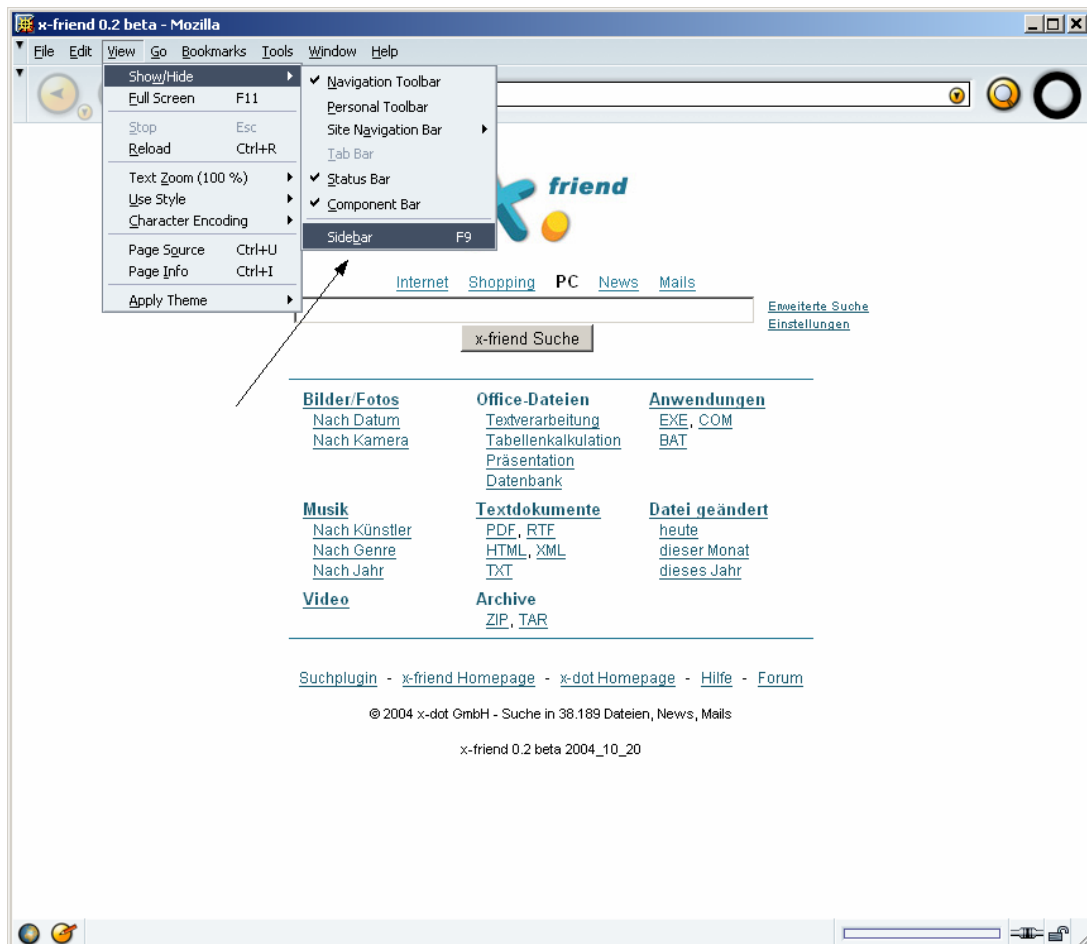 x-friend 0.2 beta - Mozilla
File Edit View Go Bookmarks Tools Window Help
Show/Hide
Full Screen F11
Stop Esc
Reload Ctrl+R
Text Zoom (100 %)
Use Style
Character Encoding
Page Source Ctrl+U
Page Info Ctrl+I
Apply Theme
Navigation Toolbar
Personal Toolbar
Site Navigation Bar
Tab Bar
Status Bar
Component Bar
Sidebar F9
x friend
Internet Shopping PC News Mails
Erweiterte Suche
Einstellungen
x-friend Suche
Bilder/Fotos
Nach Datum
Nach Kamera
Office-Dateien
Textverarbeitung
Tabellenkalkulation
Präsentation
Datenbank
Anwendungen
EXE, COM
BAT
Musik
Nach Künstler
Nach Genre
Nach Jahr
Textdokumente
PDF, RTF
HTML, XML
TXT
Datei geändert
heute
dieser Monat
dieses Jahr
Video
Archive
ZIP, TAR
Suchplugin - x-friend Homepage - x-dot Homepage - Hilfe - Forum
© 2004 x-dot GmbH - Suche in 38.189 Dateien, News, Mails
x-friend 0.2 beta 2004_10_20